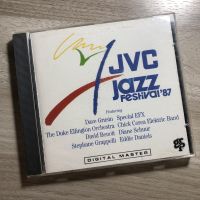 JVC
jazz
FESTIVAL '87
Featuring
Dave Grusin Special EFX
The Duke Ellington Orchestra Chick Corea Elektric Band
David Benoit Diane Schuur
Stephane Grappelli Eddie Daniels
DIGITAL MASTER
GRP